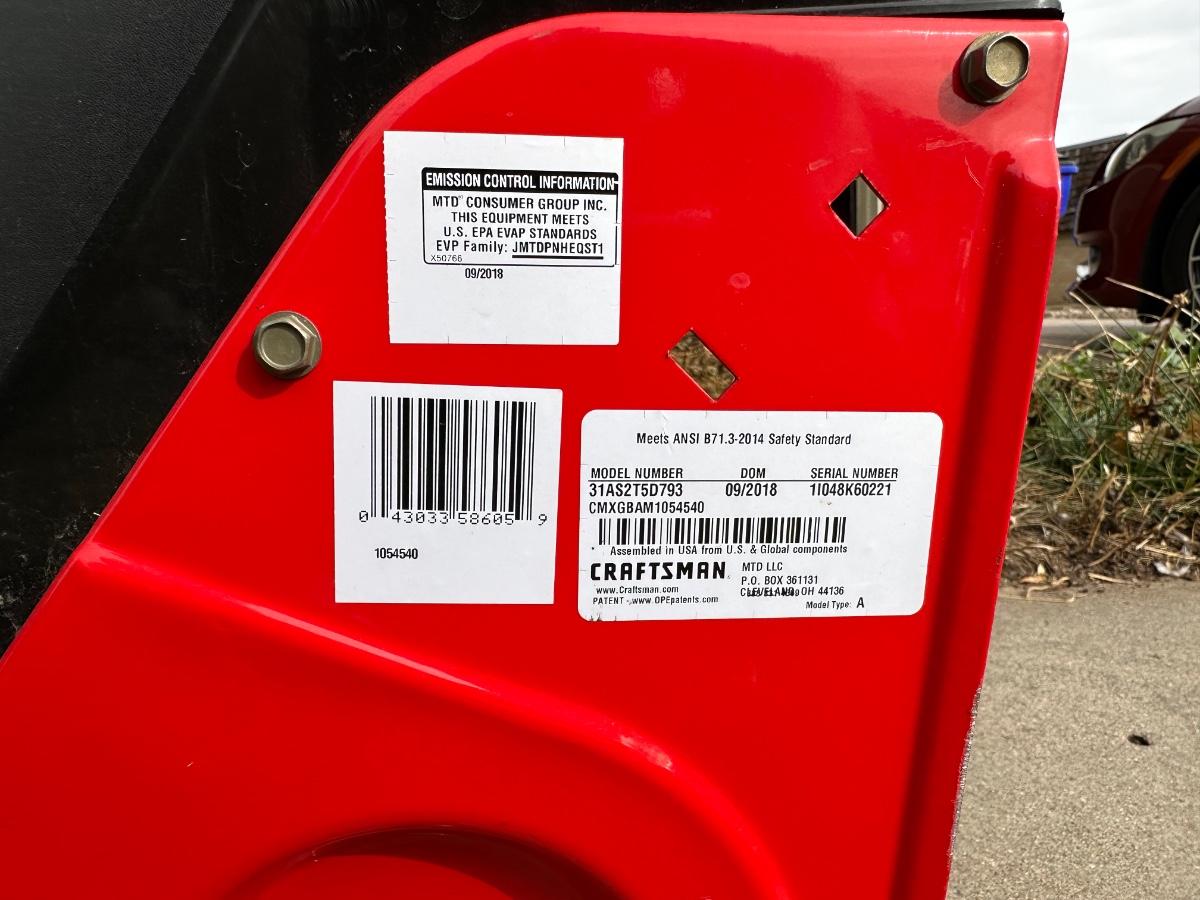 EMISSION CONTROL INFORMATION
MTD® CONSUMER GROUP INC.
THIS EQUIPMENT MEETS
U.S. EPA EVAP STANDARDS
EVP Family: JMTDPNHEQST1
X50766
09/2018
0 43033 58605 9
1054540
Meets ANSI B71.3-2014 Safety Standard
MODEL NUMBER DOM SERIAL NUMBER
31AS2T5D793 09/2018 1I048K60221
CMXGBAM1054540
Assembled in USA from U.S. & Global components
CRAFTSMAN
MTD LLC
P.O. BOX 361131
CLEVELAND, OH 44136
www.Craftsman.com
PATENT - www.OPEpatents.com
Model Type: A